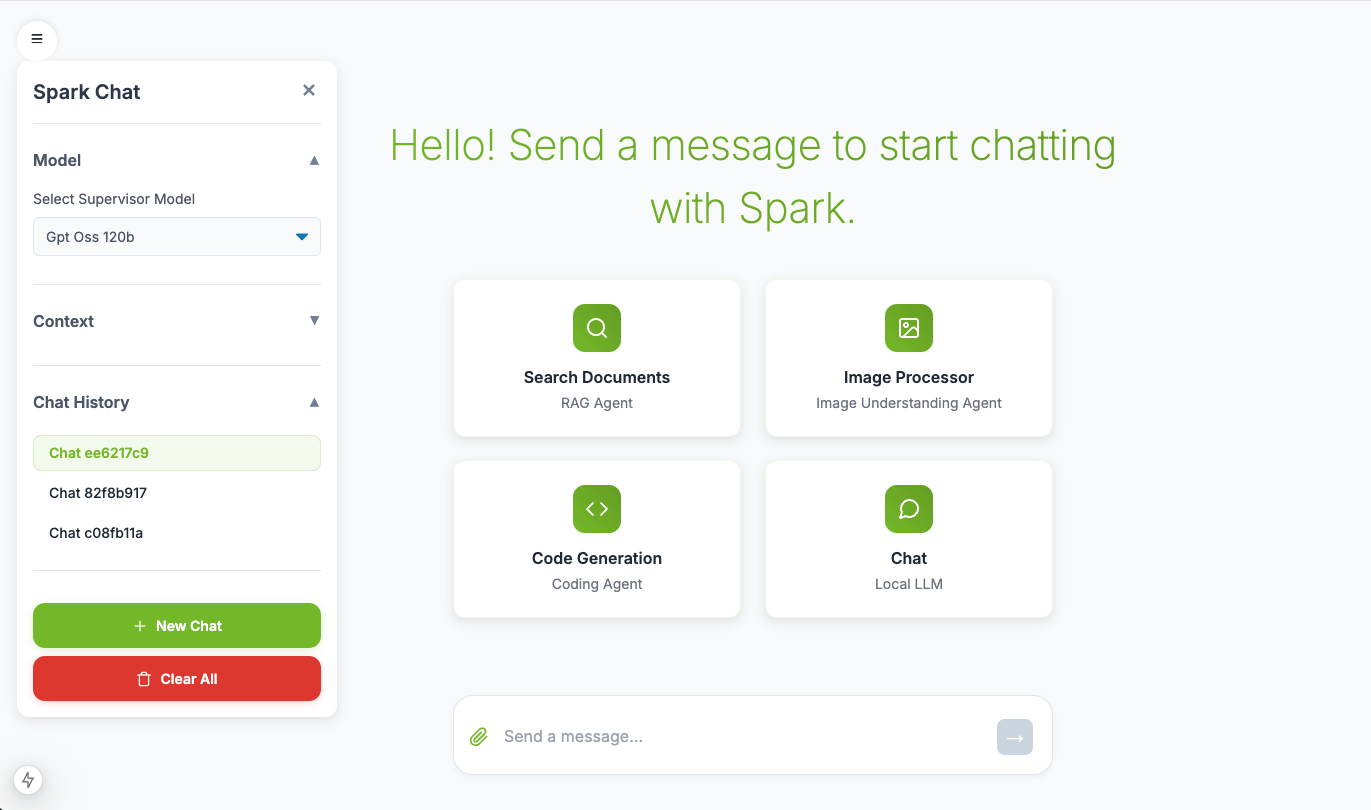 Spark Chat
Model
Select Supervisor Model
Gpt Oss 120b
Context
Chat History
Chat ee6217c9
Chat 82f8b917
Chat c08fb11a
New Chat
Clear All
Hello! Send a message to start chatting
with Spark.
Search Documents
RAG Agent
Image Processor
Image Understanding Agent
Code Generation
Coding Agent
Chat
Local LLM
Send a message...